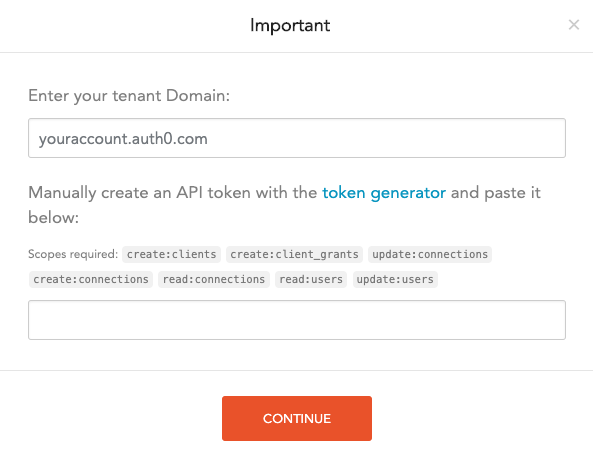 Important
×
Enter your tenant Domain:
youraccount.auth0.com
Manually create an API token with the token generator and paste it
below:
Scopes required: create:clients create:client_grants update:connections
create:connections read:connections read:users update:users
CONTINUE